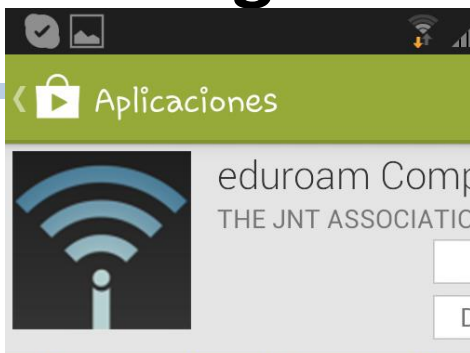 Aplicaciones
eduroam Comp
THE JNT ASSOCIATIO
D